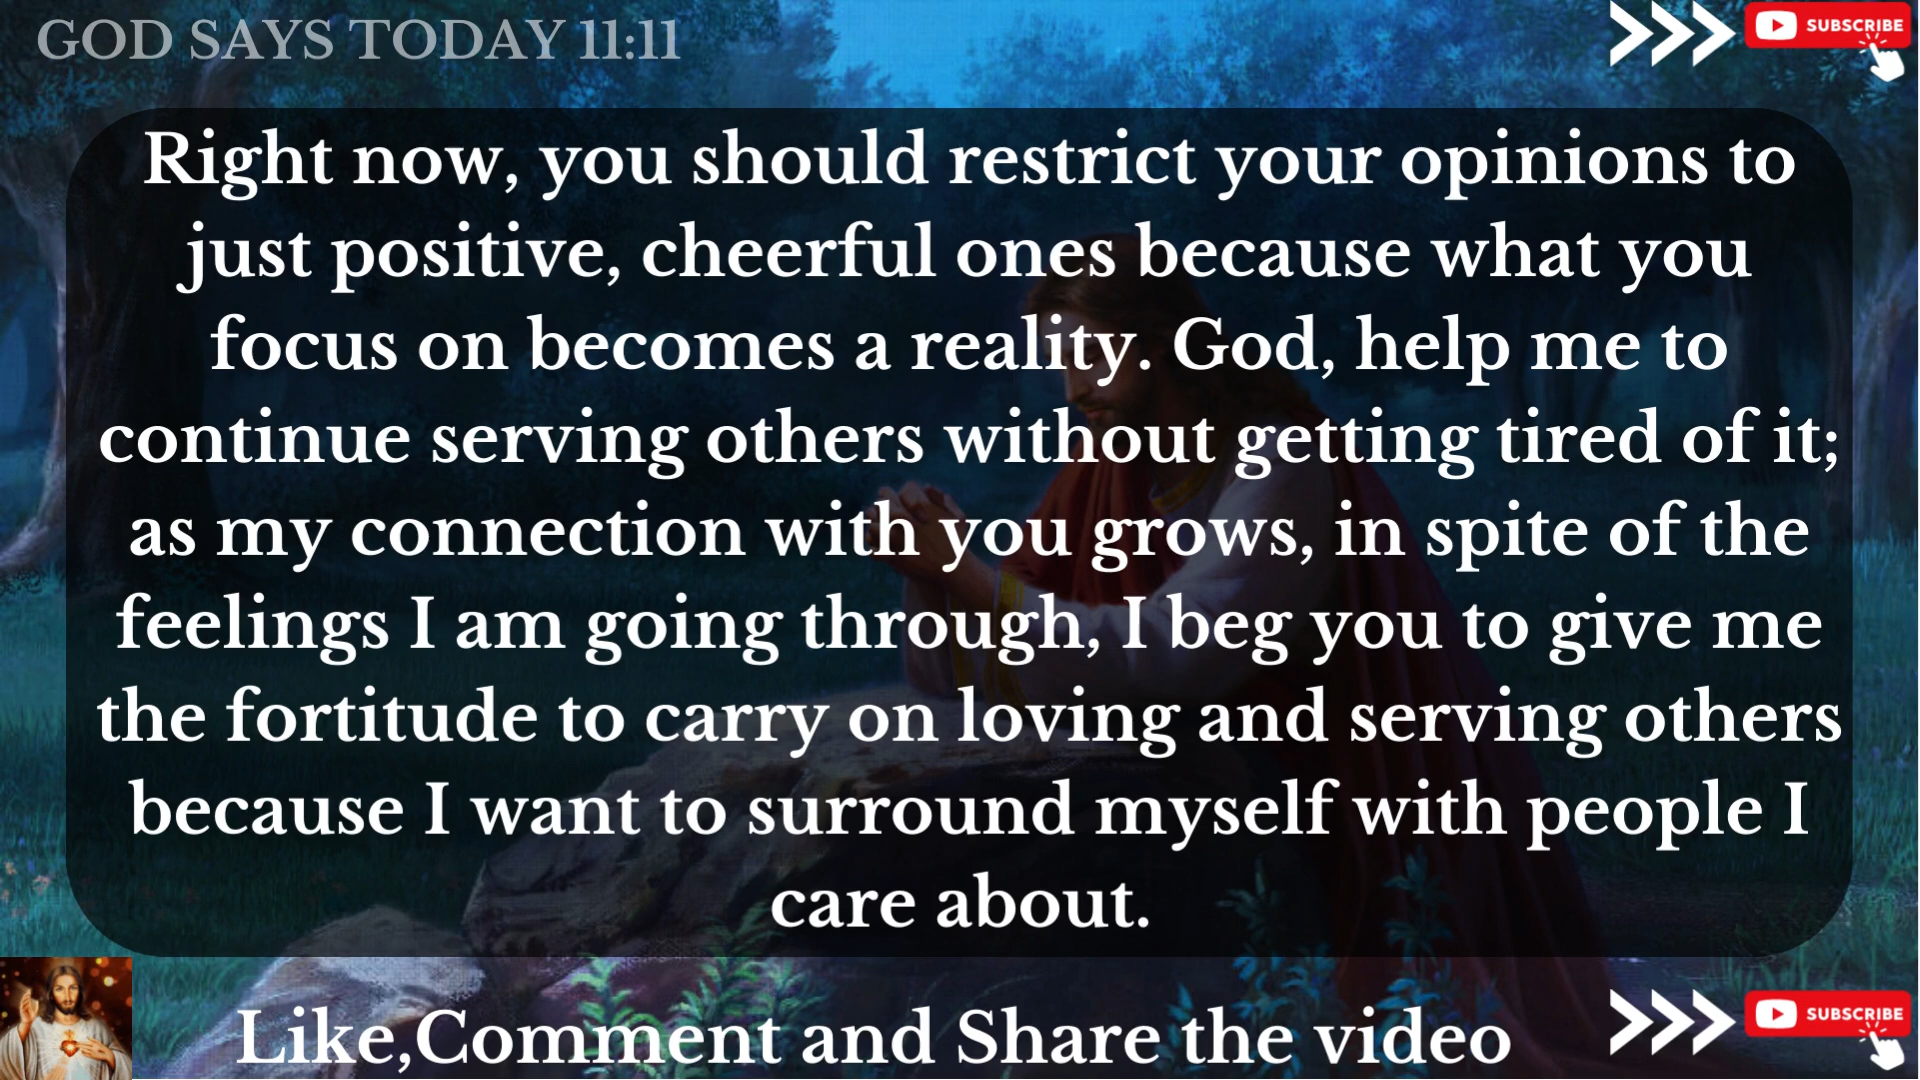 GOD SAYS TODAY 11:11
SUBSCRIBE
Right now, you should restrict your opinions to
just positive, cheerful ones because what you
focus on becomes a reality. God, help me to
continue serving others without getting tired of it;
as my connection with you grows, in spite of the
feelings I am going through, I beg you to give me
the fortitude to carry on loving and serving others
because I want to surround myself with people I
care about.
Like,Comment and Share the video
SUBSCRIBE